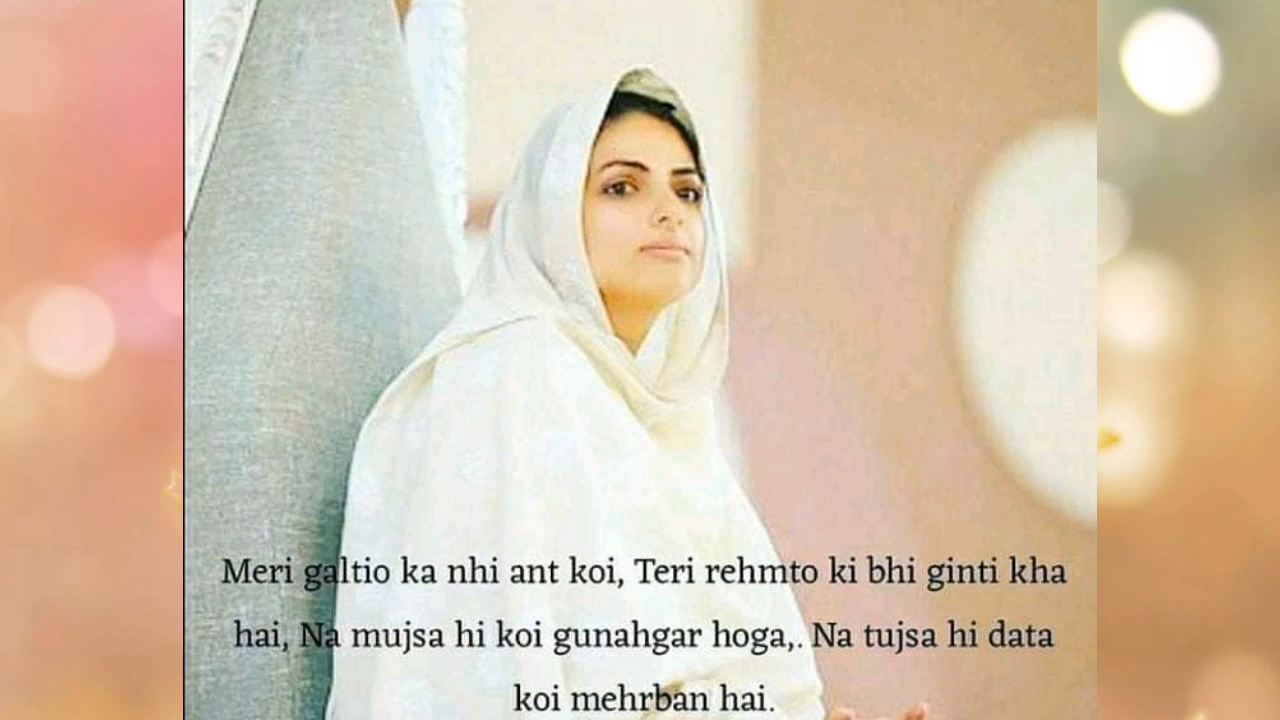 Meri galtio ka nhi ant koi, Teri rehmto ki bhi ginti kha
hai, Na mujsa hi koi gunahgar hoga,. Na tujsa hi data
koi mehrban hai.